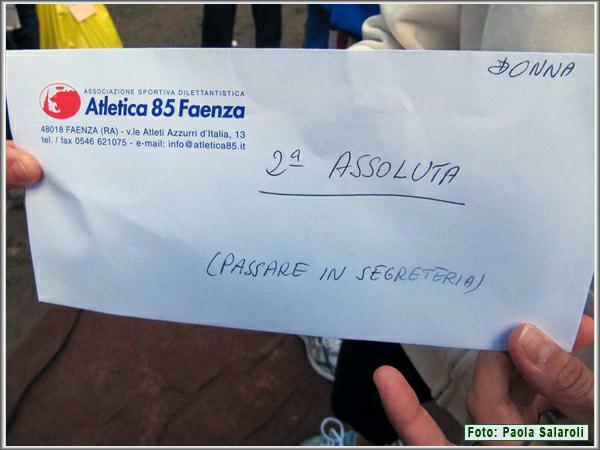 DONNA
ASSOCIAZIONE SPORTIVA DILETTANTISTICA
Atletica 85 Faenza
48018 FAENZA (RA) - v.le Atleti Azzurri d'Italia, 13
tel. / fax 0546 621075 - e-mail: info@atletica85.it
2ª ASSOLUTA
(PASSARE IN SEGRETERIA)
Foto: Paola Salaroli